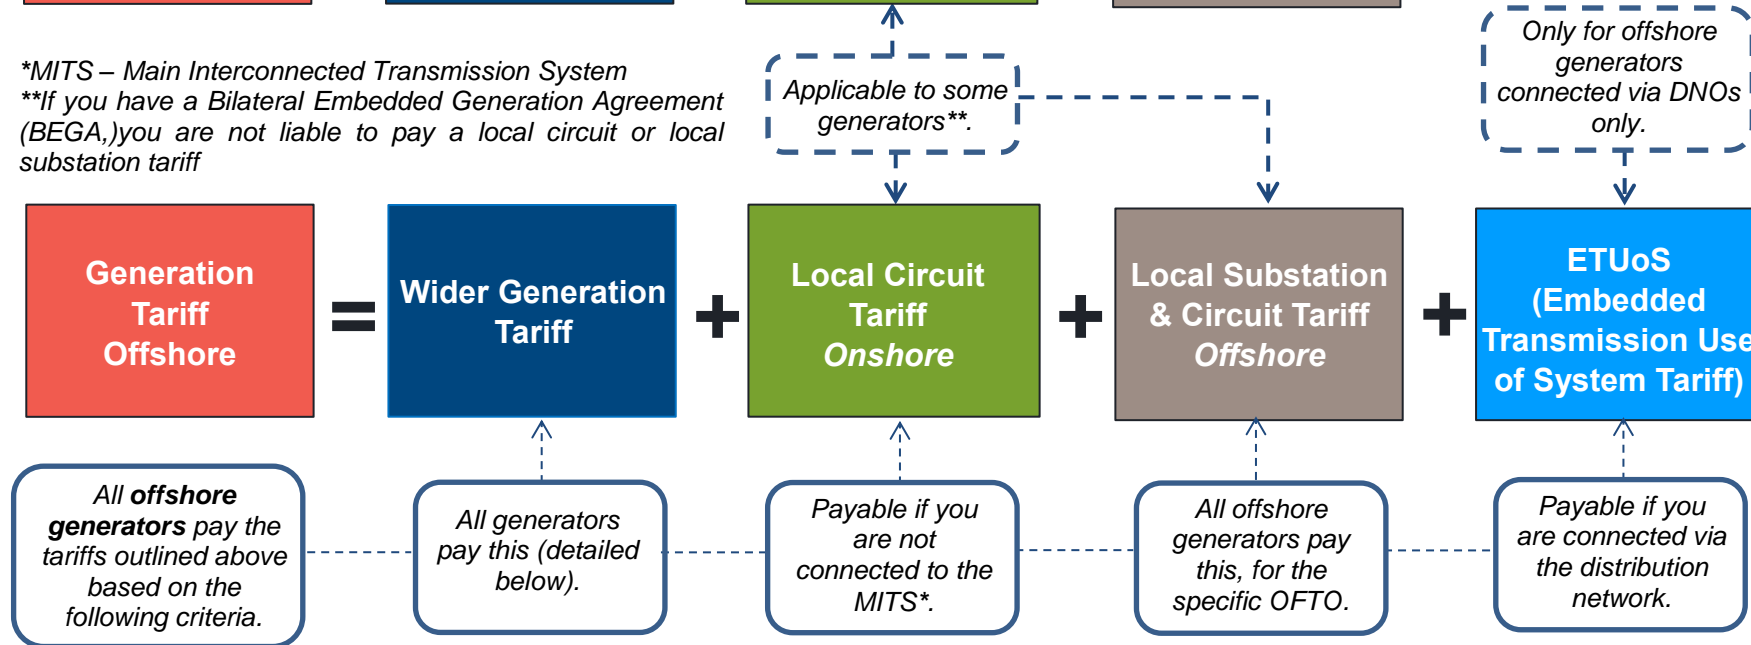 *MITS – Main Interconnected Transmission System
**If you have a Bilateral Embedded Generation Agreement
(BEGA,)you are not liable to pay a local circuit or local
substation tariff
Applicable to some
generators**.
Only for offshore
generators
connected via DNOs
only.
Generation
Tariff
Offshore
=
Wider Generation
Tariff
+
Local Circuit
Tariff
Onshore
+
Local Substation
& Circuit Tariff
Offshore
+
ETUoS
(Embedded
Transmission Use
of System Tariff)
All offshore
generators pay the
tariffs outlined above
based on the
following criteria.
All generators
pay this (detailed
below).
Payable if you
are not
connected to the
MITS*.
All offshore
generators pay
this, for the
specific OFTO.
Payable if you
are connected via
the distribution
network.